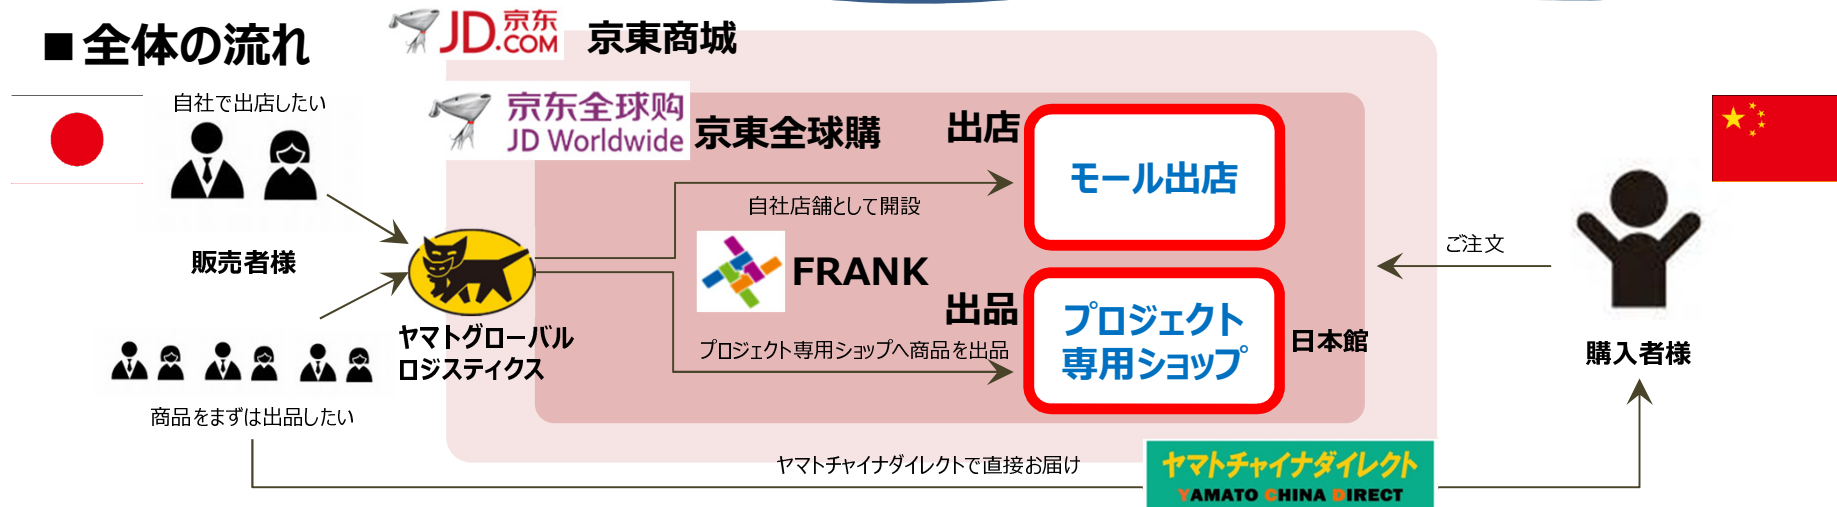 ■全体の流れ
JD京东
.COM
京東商城
自社で出店したい
京东全球购
JD Worldwide
京東全球購
出店
モール出店
自社店舗として開設
販売者様
FRANK
出品
プロジェクト
専用ショップ
日本館
ご注文
購入者様
ヤマトグローバル
ロジスティクス
プロジェクト専用ショップへ商品を出品
商品をまずは出品したい
ヤマトチャイナダイレクトで直接お届け
ヤマトチャイナダイレクト
YAMATO CHINA DIRECT